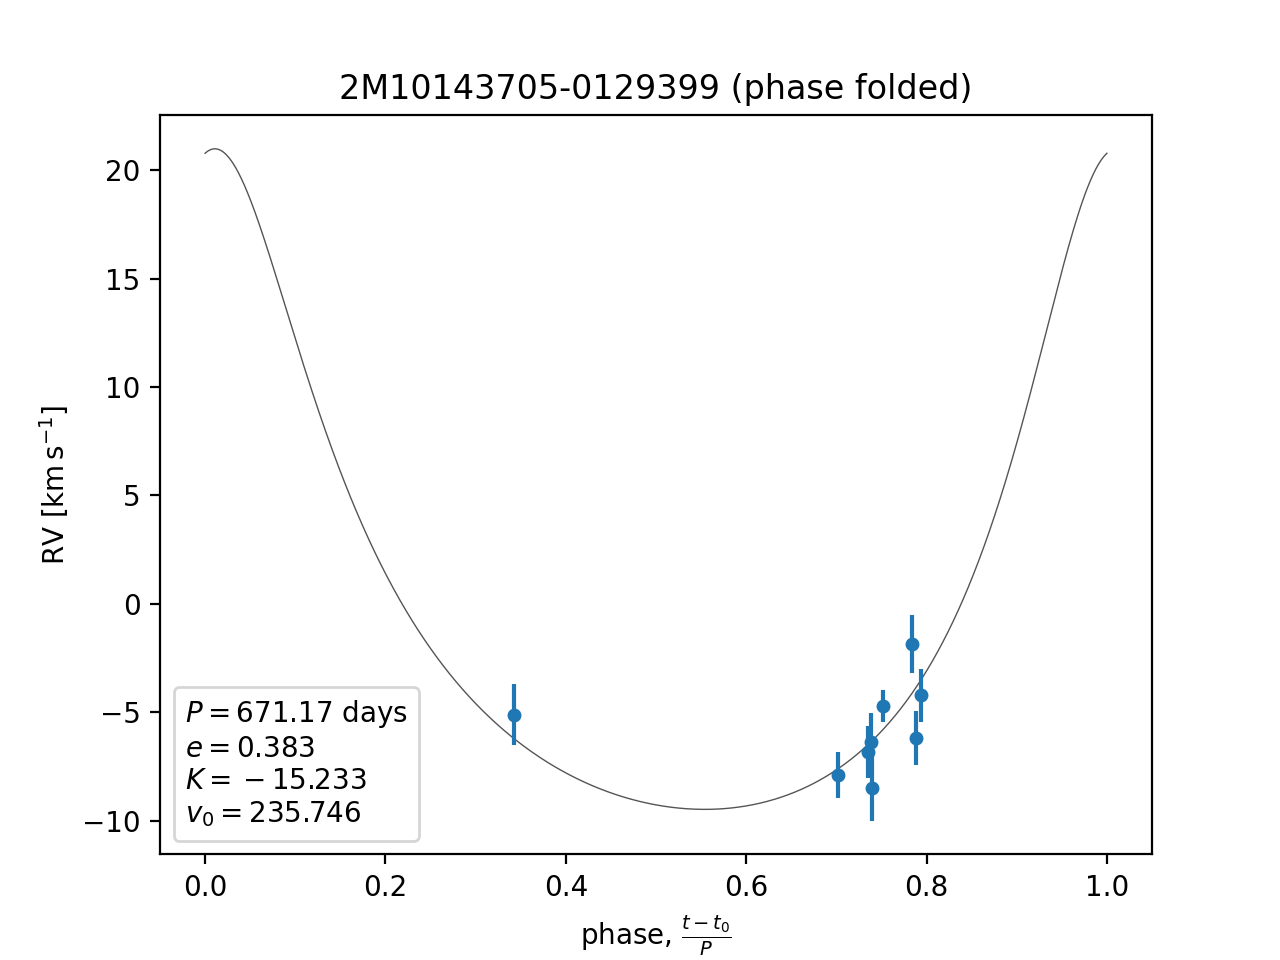 2M10143705-0129399 (phase folded)
RV [km s⁻¹]
20
15
10
5
0
−5
−10
P = 671.17 days
e = 0.383
K = −15.233
v₀ = 235.746
0.0 0.2 0.4 0.6 0.8 1.0
phase, (t − t₀)/P